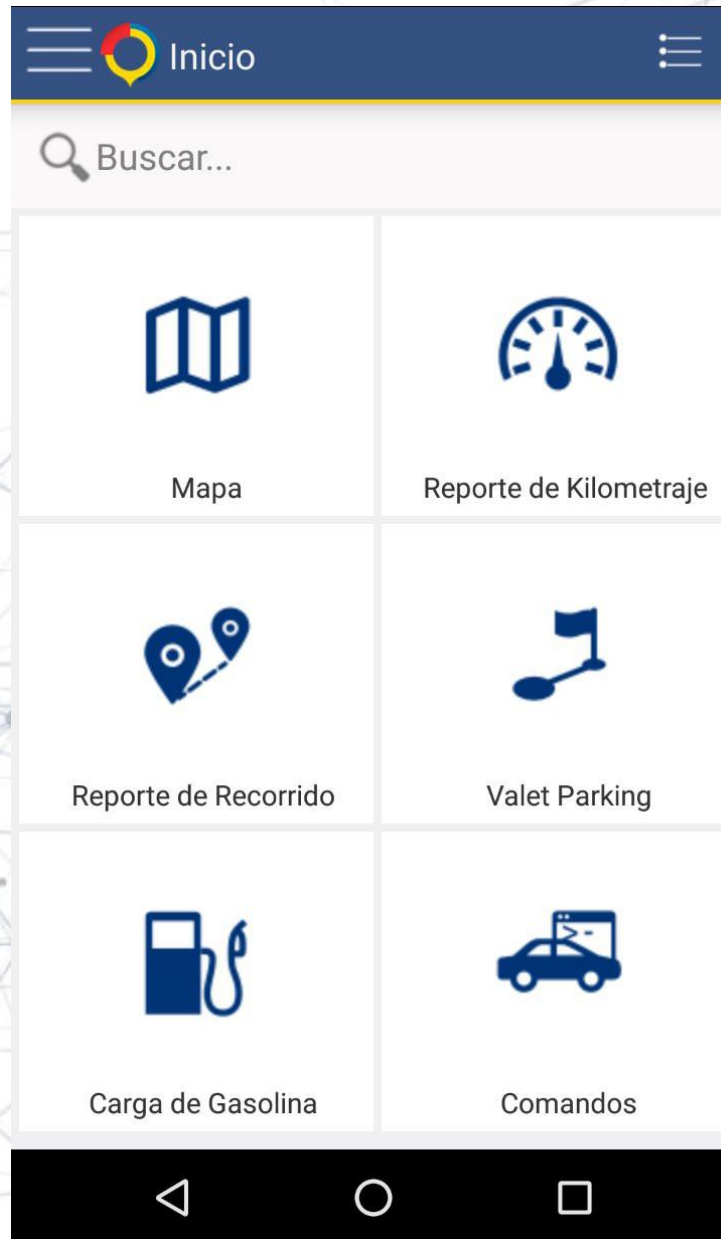 Inicio
Buscar...
Mapa
Reporte de Kilometraje
Reporte de Recorrido
Valet Parking
Carga de Gasolina
Comandos